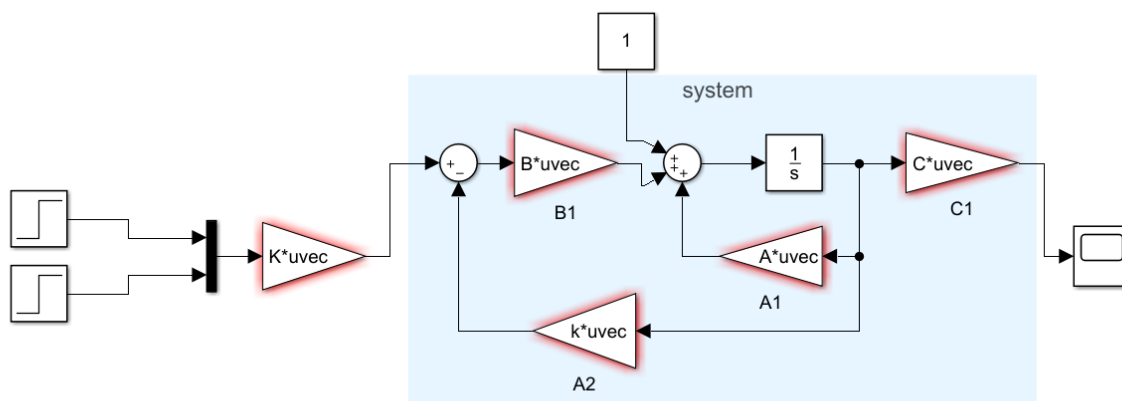 1
system
+
−
B*uvec
B1
+
+
+
1
s
C*uvec
C1
K*uvec
A*uvec
A1
k*uvec
A2